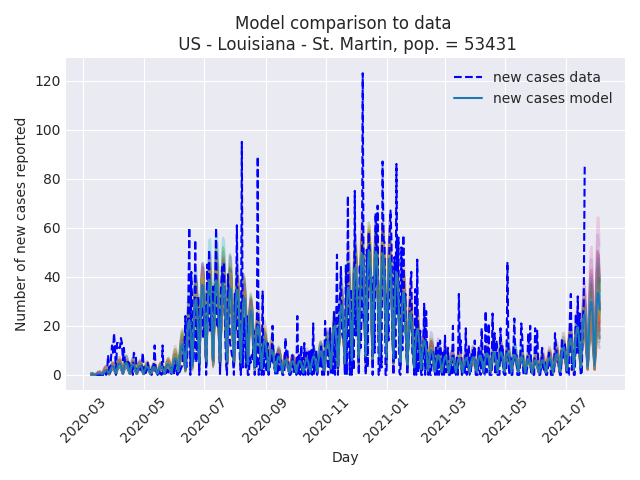 Model comparison to data
US - Louisiana - St. Martin, pop. = 53431
new cases data
new cases model
Number of new cases reported
120
100
80
60
40
20
0
2020-03
2020-05
2020-07
2020-09
2020-11
2021-01
2021-03
2021-05
2021-07
Day